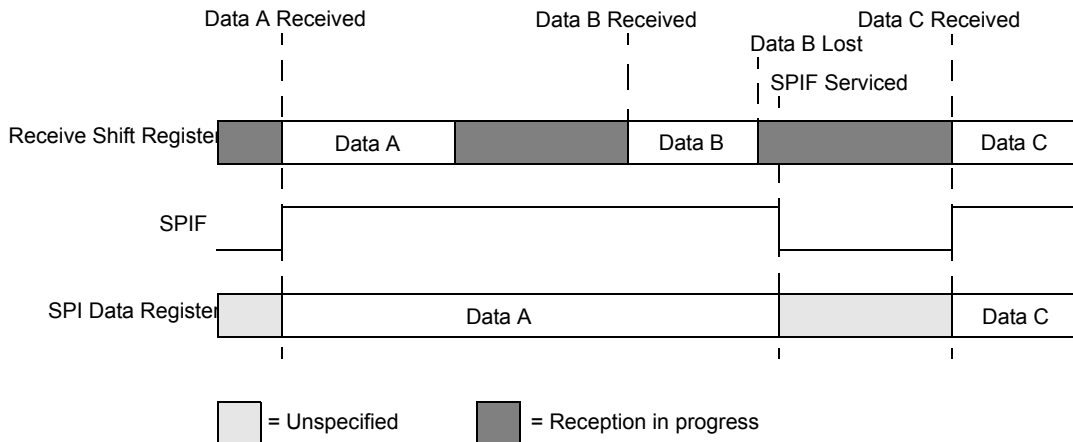 Data A Received
Data B Received
Data C Received
Data B Lost
SPIF Serviced
Receive Shift Register
Data A
Data B
Data C
SPIF
SPI Data Register
Data A
Data C
= Unspecified
= Reception in progress